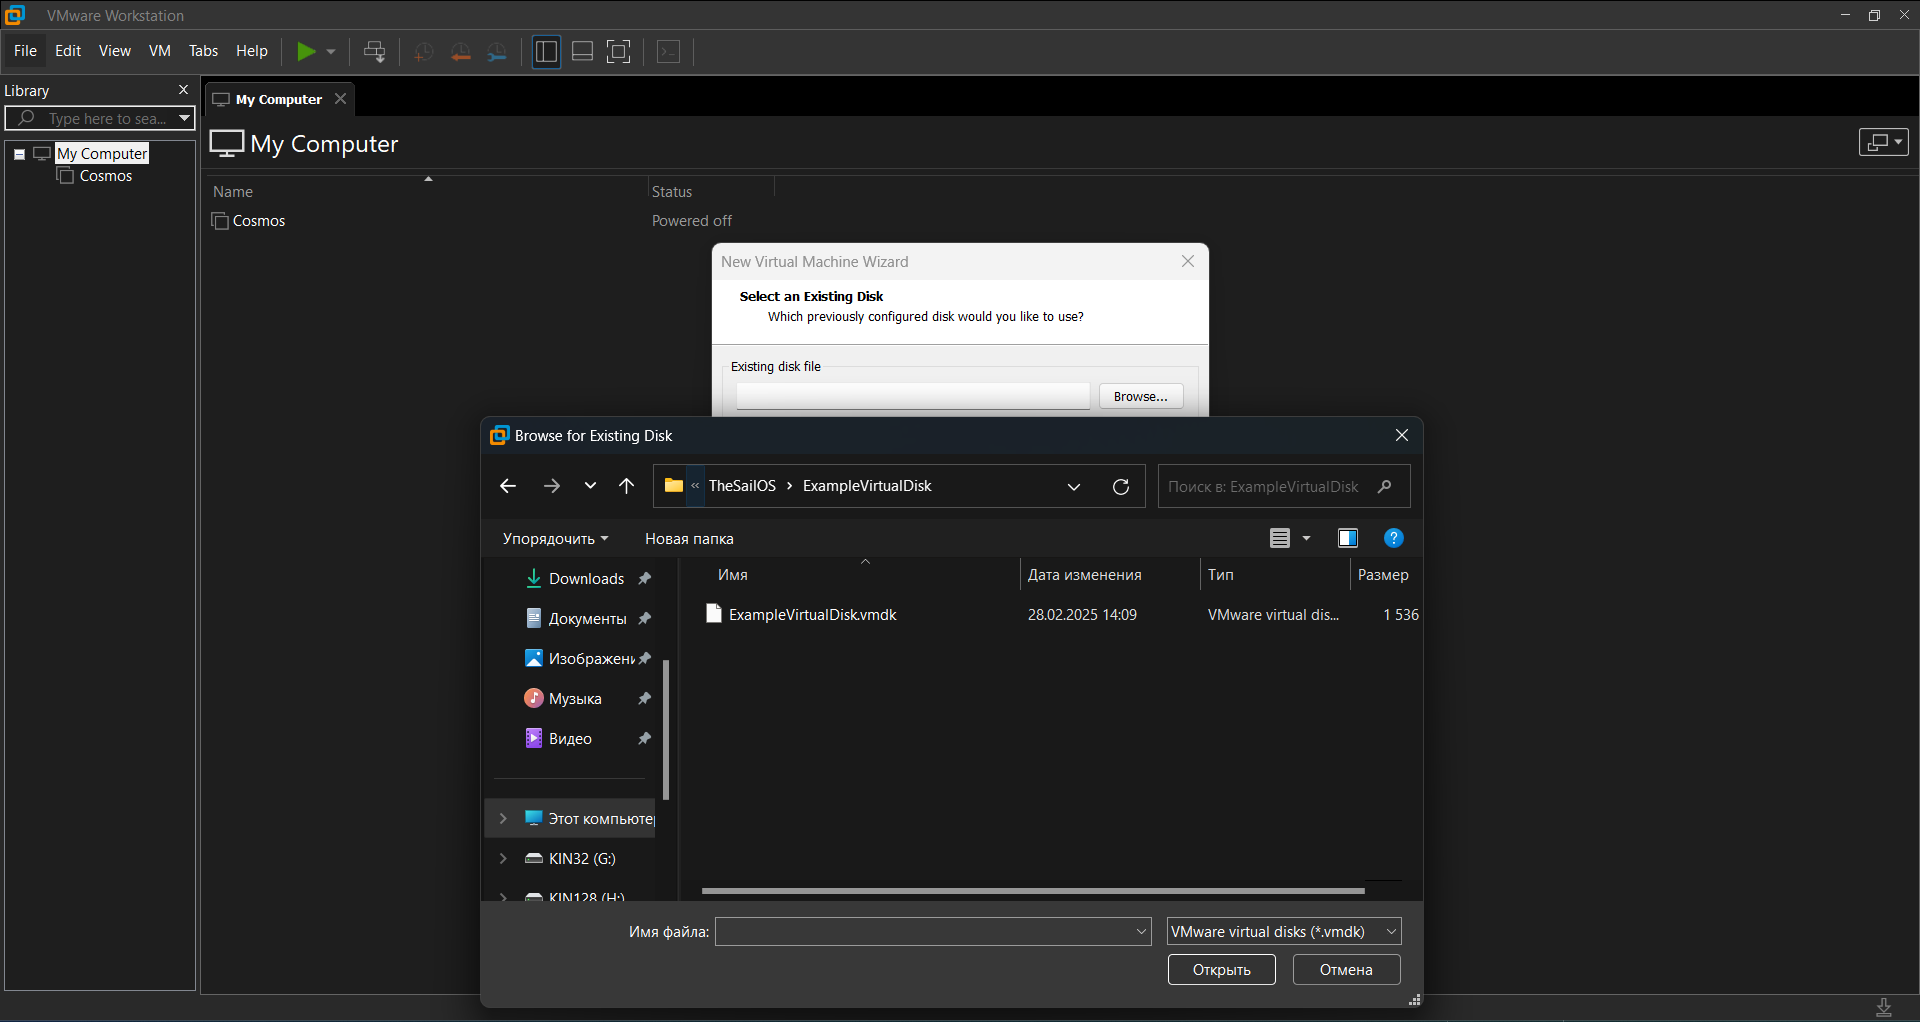 VMware Workstation
File Edit View VM Tabs Help
Library
Type here to sea...
My Computer
Cosmos
My Computer
My Computer
Name Status
Cosmos Powered off
New Virtual Machine Wizard
Select an Existing Disk
Which previously configured disk would you like to use?
Existing disk file
Browse...
Browse for Existing Disk
« TheSailOS › ExampleVirtualDisk
Поиск в: ExampleVirtualDisk
Упорядочить Новая папка
?
Downloads
Документы
Изображени
Музыка
Видео
Этот компьютер
KIN32 (G:)
KIN128 (H:)
Имя Дата изменения Тип Размер
ExampleVirtualDisk.vmdk 28.02.2025 14:09 VMware virtual dis... 1 536
Имя файла:
VMware virtual disks (*.vmdk)
Открыть Отмена